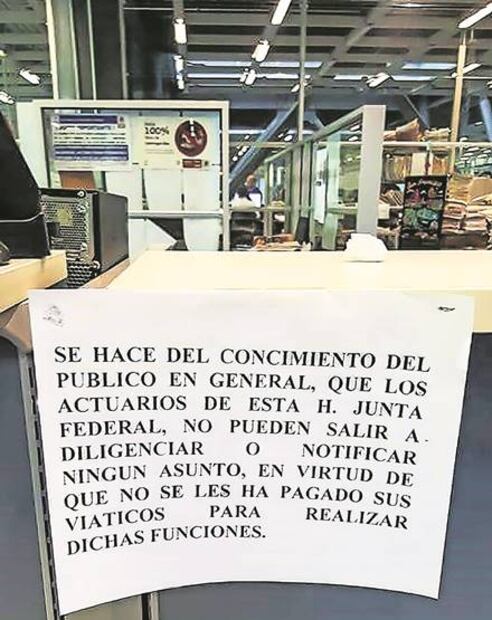 100%
SE HACE DEL CONCIMIENTO DEL
PUBLICO EN GENERAL, QUE LOS
ACTUARIOS DE ESTA H. JUNTA
FEDERAL, NO PUEDEN SALIR A
DILIGENCIAR O NOTIFICAR
NINGUN ASUNTO, EN VIRTUD DE
QUE NO SE LES HA PAGADO SUS
VIATICOS PARA REALIZAR
DICHAS FUNCIONES.